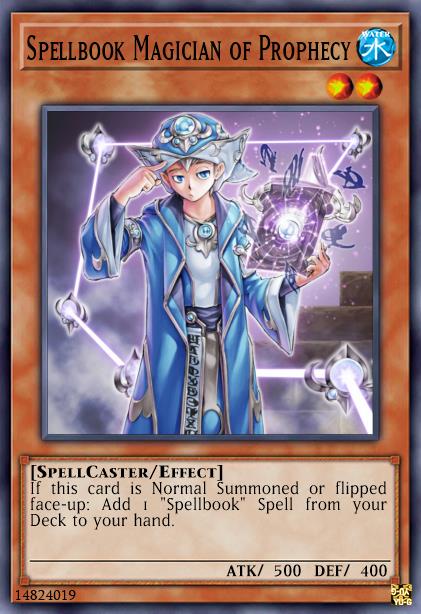 Spellbook Magician of Prophecy
WATER
水
[SpellCaster/Effect]
If this card is Normal Summoned or flipped
face-up: Add 1 "Spellbook" Spell from your
Deck to your hand.
ATK/ 500 DEF/ 400
14824019